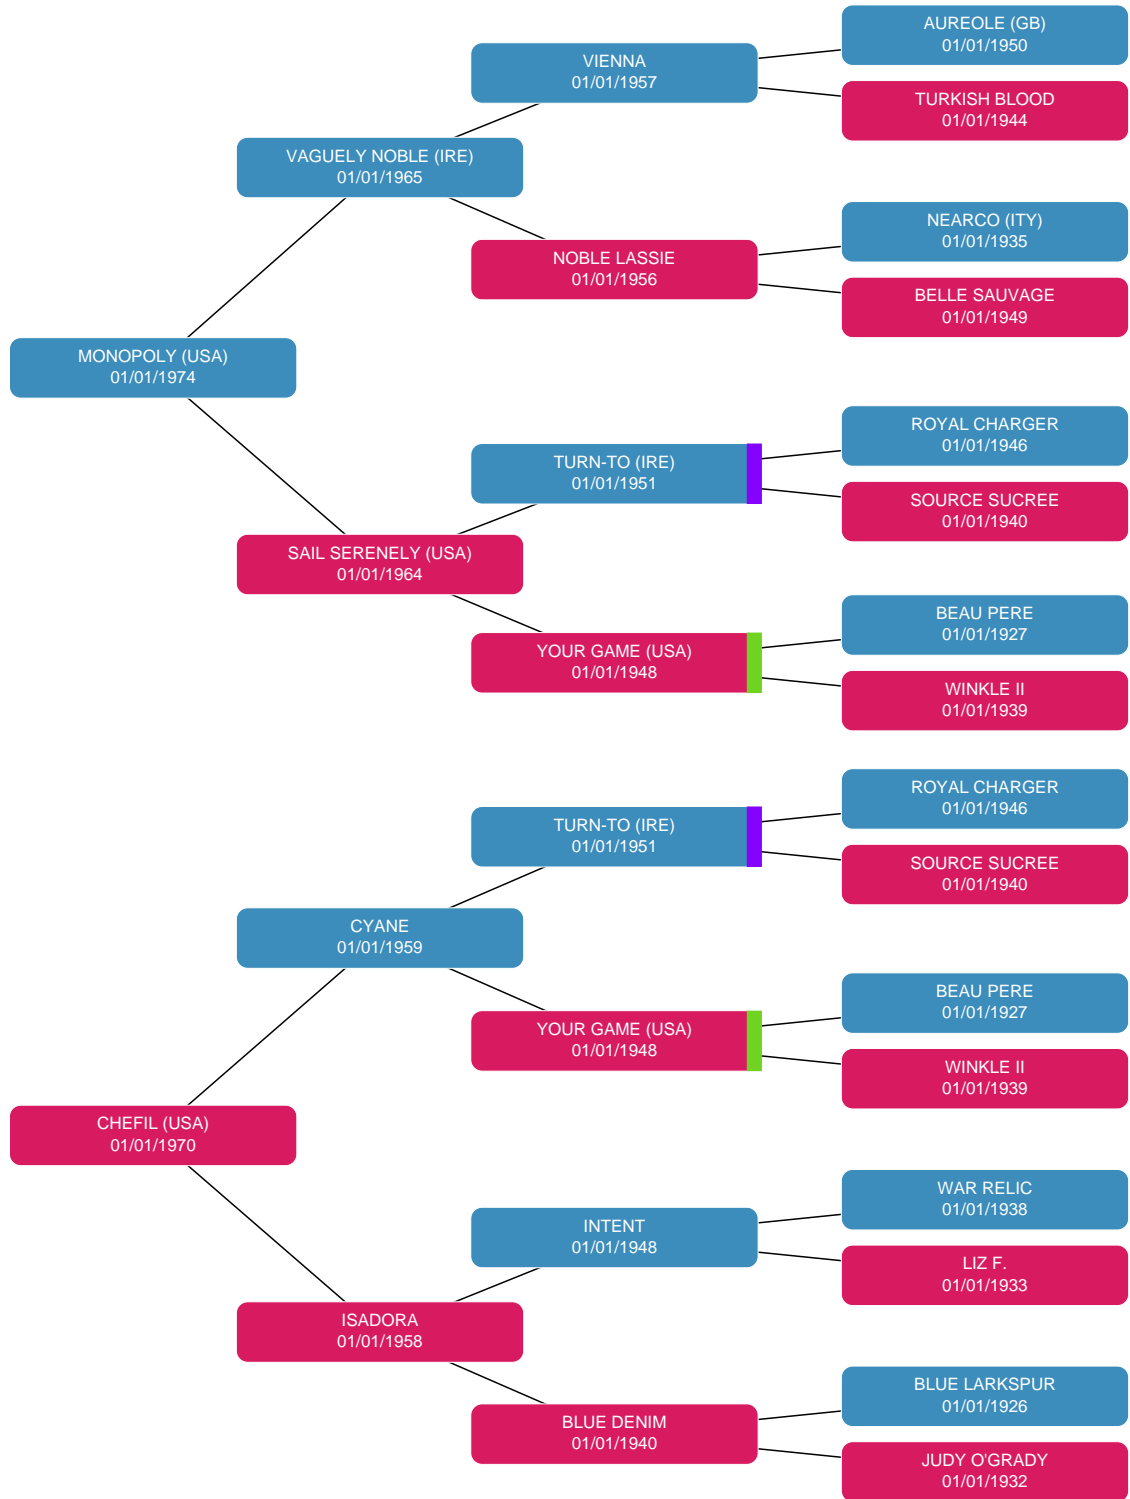 AUREOLE (GB)
01/01/1950
VIENNA
01/01/1957
TURKISH BLOOD
01/01/1944
VAGUELY NOBLE (IRE)
01/01/1965
NEARCO (ITY)
01/01/1935
NOBLE LASSIE
01/01/1956
BELLE SAUVAGE
01/01/1949
MONOPOLY (USA)
01/01/1974
ROYAL CHARGER
01/01/1946
TURN-TO (IRE)
01/01/1951
SOURCE SUCREE
01/01/1940
SAIL SERENELY (USA)
01/01/1964
BEAU PERE
01/01/1927
YOUR GAME (USA)
01/01/1948
WINKLE II
01/01/1939
ROYAL CHARGER
01/01/1946
TURN-TO (IRE)
01/01/1951
SOURCE SUCREE
01/01/1940
CYANE
01/01/1959
BEAU PERE
01/01/1927
YOUR GAME (USA)
01/01/1948
WINKLE II
01/01/1939
CHEFIL (USA)
01/01/1970
WAR RELIC
01/01/1938
INTENT
01/01/1948
LIZ F.
01/01/1933
ISADORA
01/01/1958
BLUE LARKSPUR
01/01/1926
BLUE DENIM
01/01/1940
JUDY O'GRADY
01/01/1932